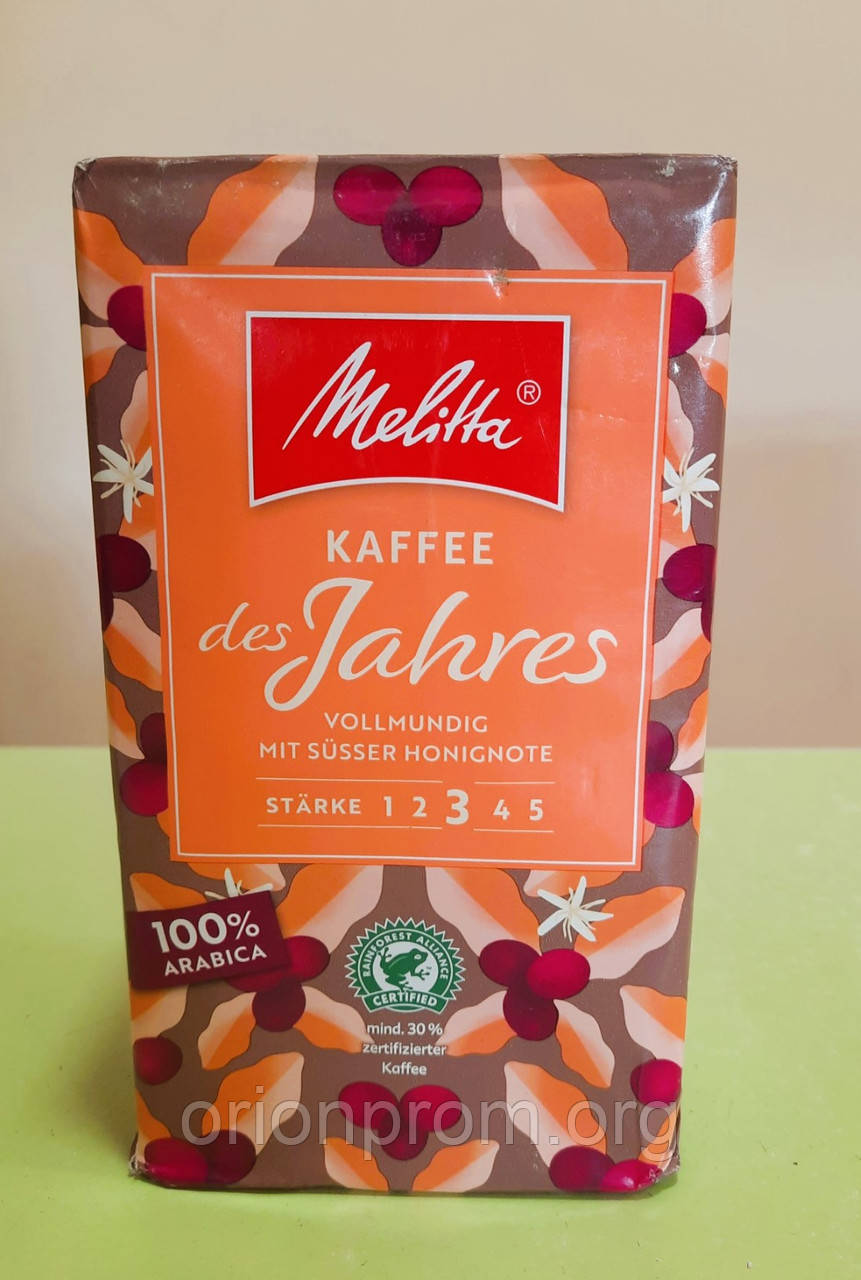 Melitta®
KAFFEE
des Jahres
VOLLMUNDIG
MIT SÜSSER HONIGNOTE
STÄRKE 1 2 3 4 5
100%
ARABICA
RAINFOREST ALLIANCE
CERTIFIED
mind. 30%
zertifizierter
Kaffee
orionprom.org